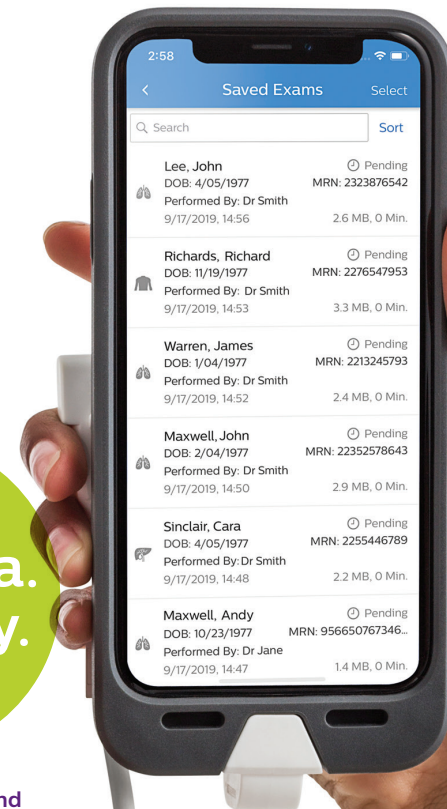 2:58
Saved Exams Select
Search Sort
Lee, John Pending
DOB: 4/05/1977 MRN: 2323876542
Performed By: Dr Smith
9/17/2019, 14:56 2.6 MB, 0 Min.
Richards, Richard Pending
DOB: 11/19/1977 MRN: 2276547953
Performed By: Dr Smith
9/17/2019, 14:53 3.3 MB, 0 Min.
Warren, James Pending
DOB: 1/04/1977 MRN: 2213245793
Performed By: Dr Smith
9/17/2019, 14:52 2.4 MB, 0 Min.
Maxwell, John Pending
DOB: 2/04/1977 MRN: 22352578643
Performed By: Dr Smith
9/17/2019, 14:50 2.9 MB, 0 Min.
Sinclair, Cara Pending
DOB: 4/05/1977 MRN: 2255446789
Performed By: Dr Smith
9/17/2019, 14:48 2.2 MB, 0 Min.
Maxwell, Andy Pending
DOB: 10/23/1977 MRN: 956650767346...
Performed By: Dr Jane
9/17/2019, 14:47 1.4 MB, 0 Min.
a.
y.
nd